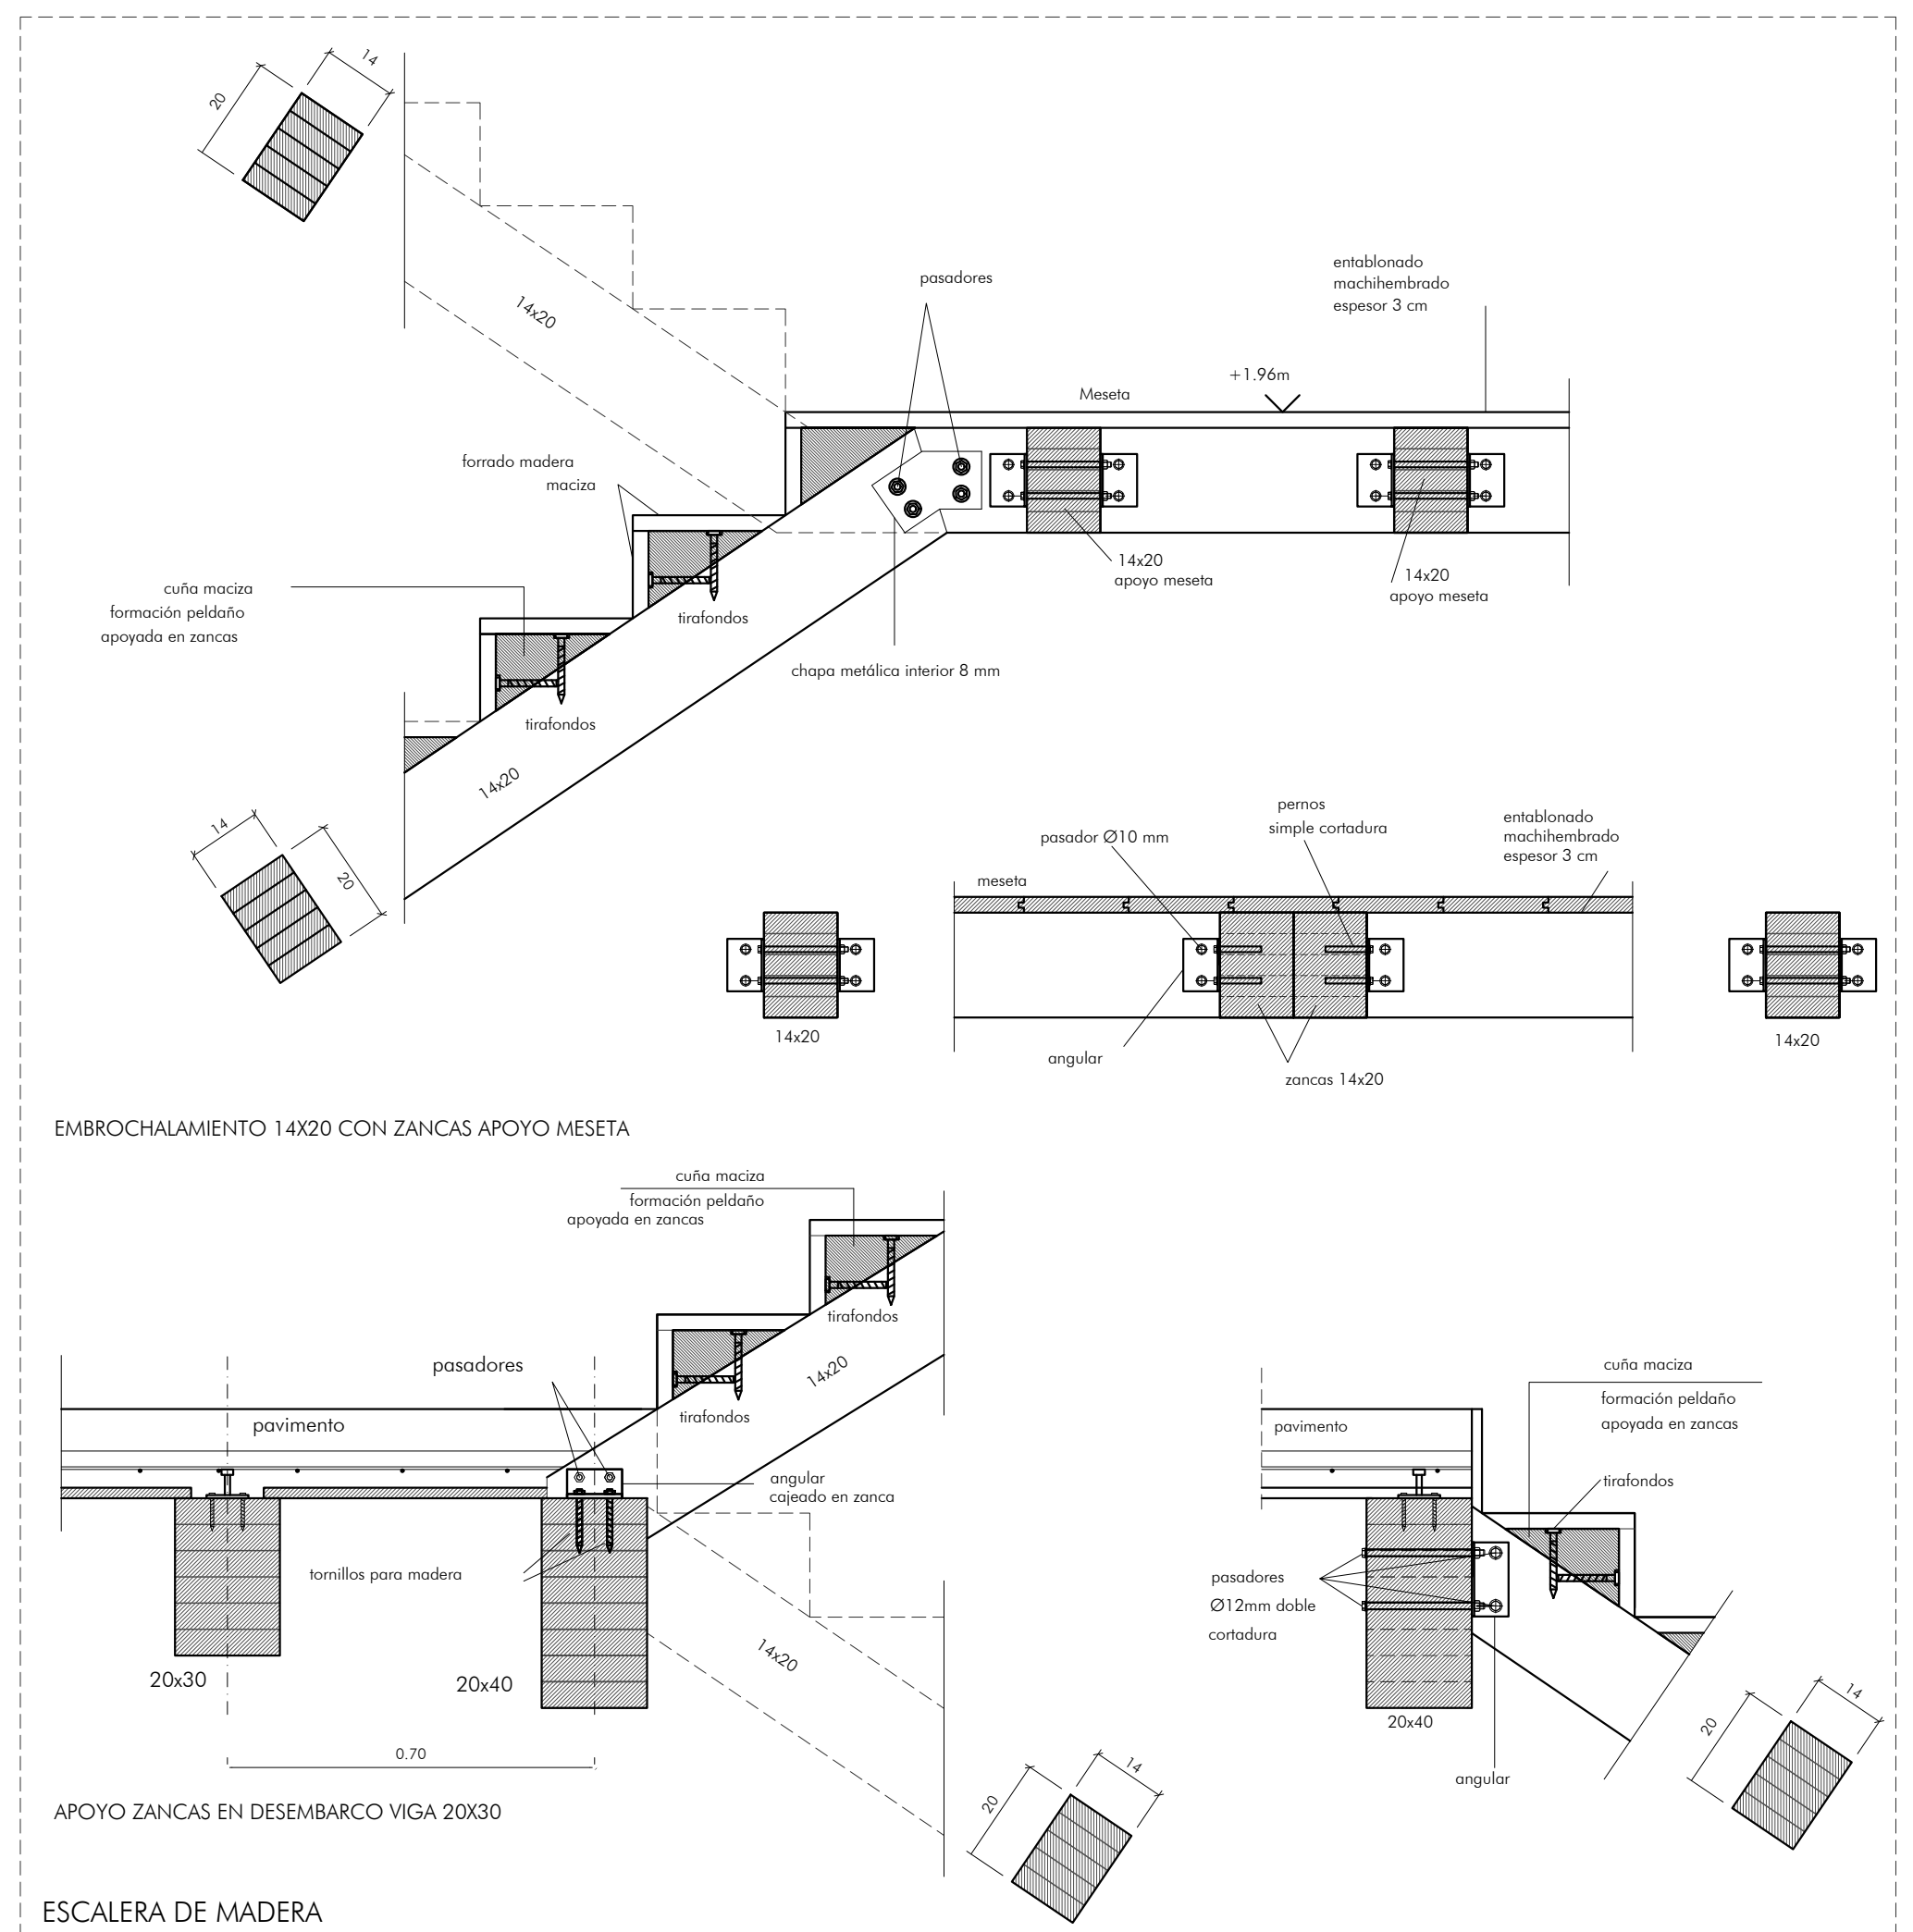 14
20
14x20
pasadores
entablonado
machihembrado
espesor 3 cm
+1.96m
Meseta
forrado madera
maciza
14x20
apoyo meseta
14x20
apoyo meseta
cuña maciza
formación peldaño
apoyada en zancas
tirafondos
chapa metálica interior 8 mm
tirafondos
14x20
14
20
pasador Ø10 mm
pernos
simple cortadura
entablonado
machihembrado
espesor 3 cm
meseta
14x20
angular
zancas 14x20
14x20
EMBROCHALAMIENTO 14X20 CON ZANCAS APOYO MESETA
cuña maciza
formación peldaño
apoyada en zancas
tirafondos
14x20
pasadores
tirafondos
pavimento
angular
cajeado en zanca
tornillos para madera
14x20
20x30
20x40
0.70
cuña maciza
formación peldaño
apoyada en zancas
pavimento
tirafondos
pasadores
Ø12mm doble
cortadura
20x40
angular
14
20
14
20
APOYO ZANCAS EN DESEMBARCO VIGA 20X30
ESCALERA DE MADERA